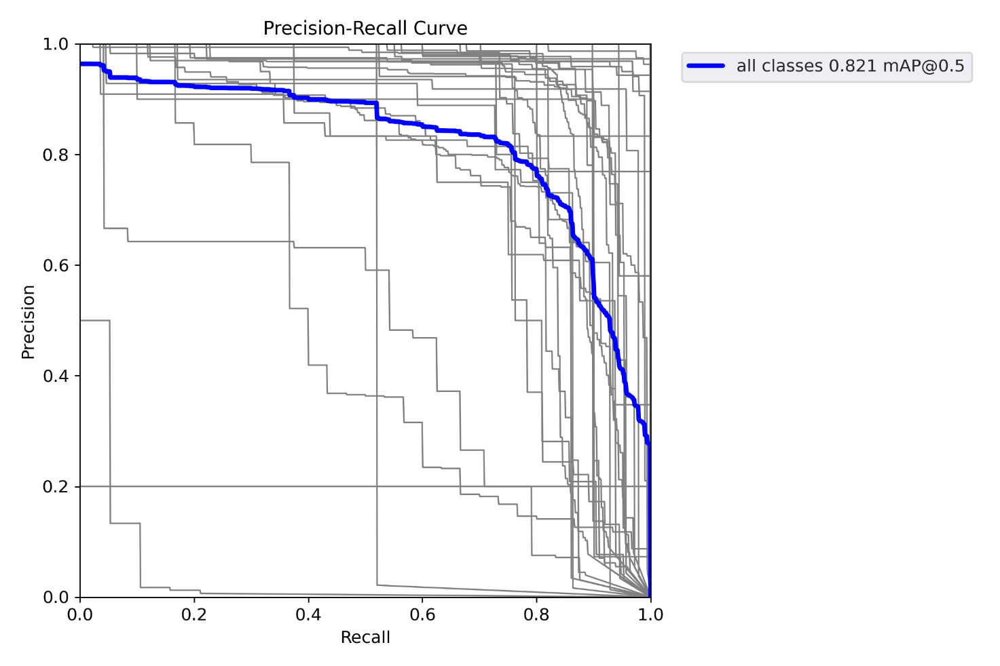 Precision-Recall Curve
1.0
0.8
0.6
0.4
0.2
0.0
Precision
0.0 0.2 0.4 0.6 0.8 1.0
Recall
all classes 0.821 mAP@0.5